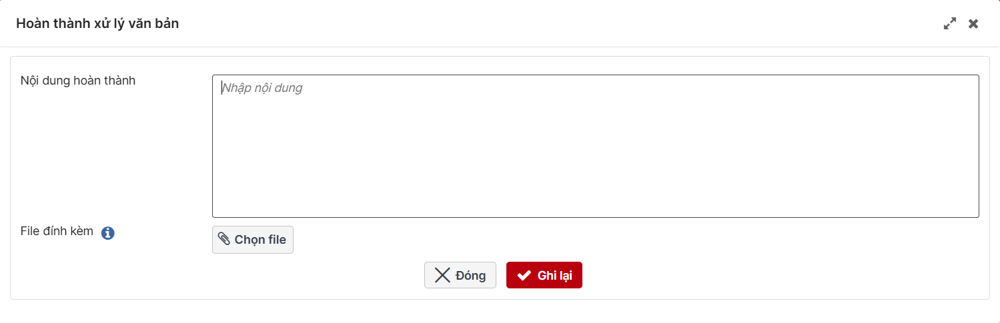 Hoàn thành xử lý văn bản
Nội dung hoàn thành
Nhập nội dung
File đính kèm
Chọn file
Đóng
Ghi lại